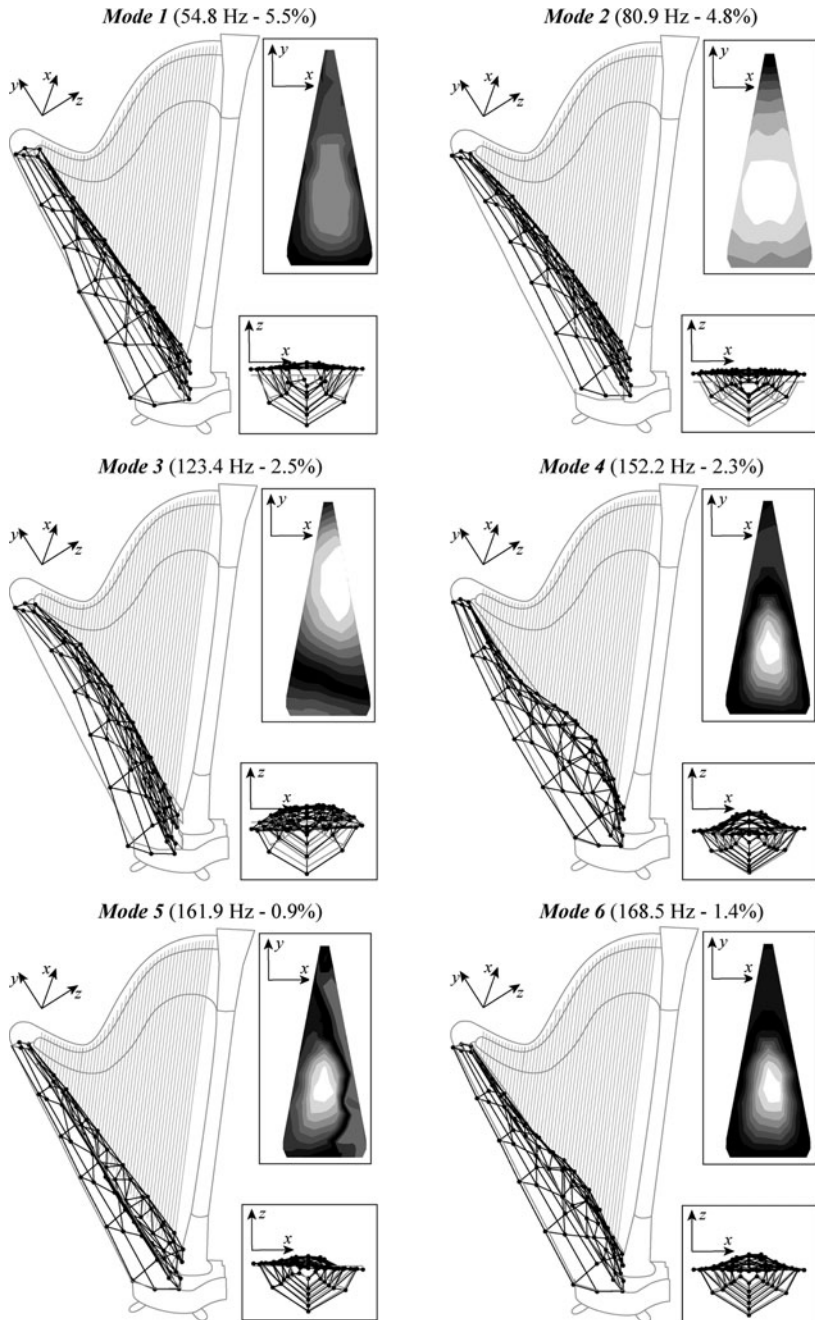 Mode 1 (54.8 Hz - 5.5%)
y
x
z
y
x
z
x
Mode 2 (80.9 Hz - 4.8%)
y
x
z
y
x
z
x
Mode 3 (123.4 Hz - 2.5%)
y
x
z
y
x
z
x
Mode 4 (152.2 Hz - 2.3%)
y
x
z
y
x
z
x
Mode 5 (161.9 Hz - 0.9%)
y
x
z
y
x
z
x
Mode 6 (168.5 Hz - 1.4%)
y
x
z
y
x
z
x